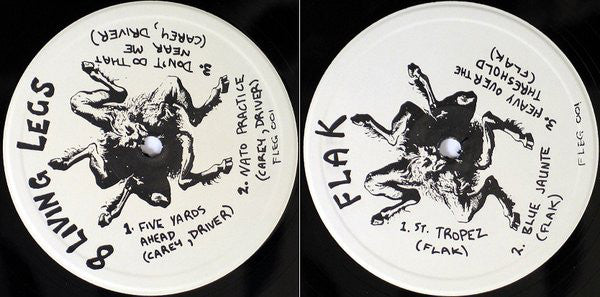 8 LIVING LEGS
1. FIVE YARDS
AHEAD
(CAREY, DRIVER)
2. NATO PRACTICE
(CAREY, DRIVER)
FLEG 001
3. DON'T DO THAT
NEAR ME
(CAREY, DRIVER)
FLAK
1. ST. TROPEZ
(FLAK)
2. BLUE JAUNTE
(FLAK)
3. HEAVY OVER THE
THRESHOLD
(FLAK)
FLEG 001